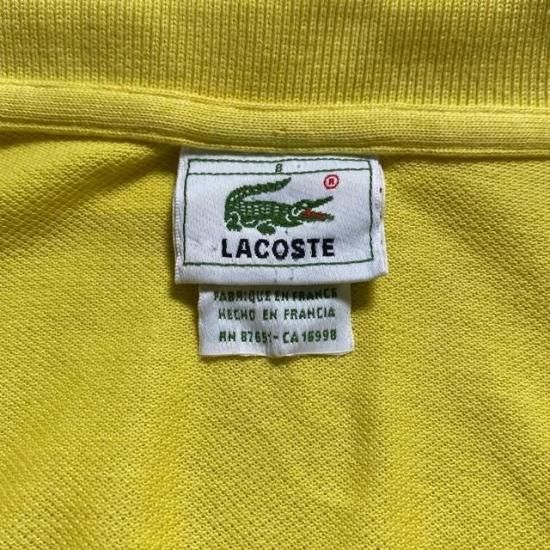 8
®
LACOSTE
FABRIQUE EN FRANCE
HECHO EN FRANCIA
RN 87651-CA 16998